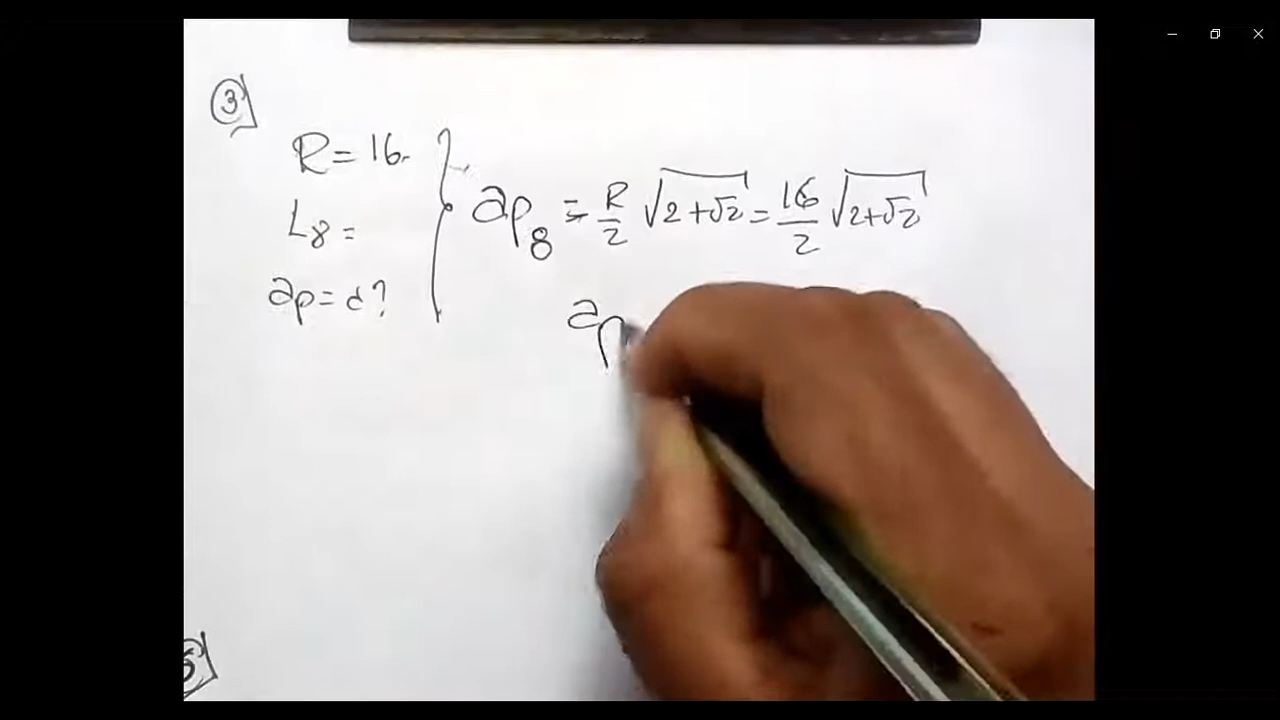 3
R = 16
L8 =
ap = d?
ap8 = R/2 √(2+√2) = 16/2 √(2+√2)
ap